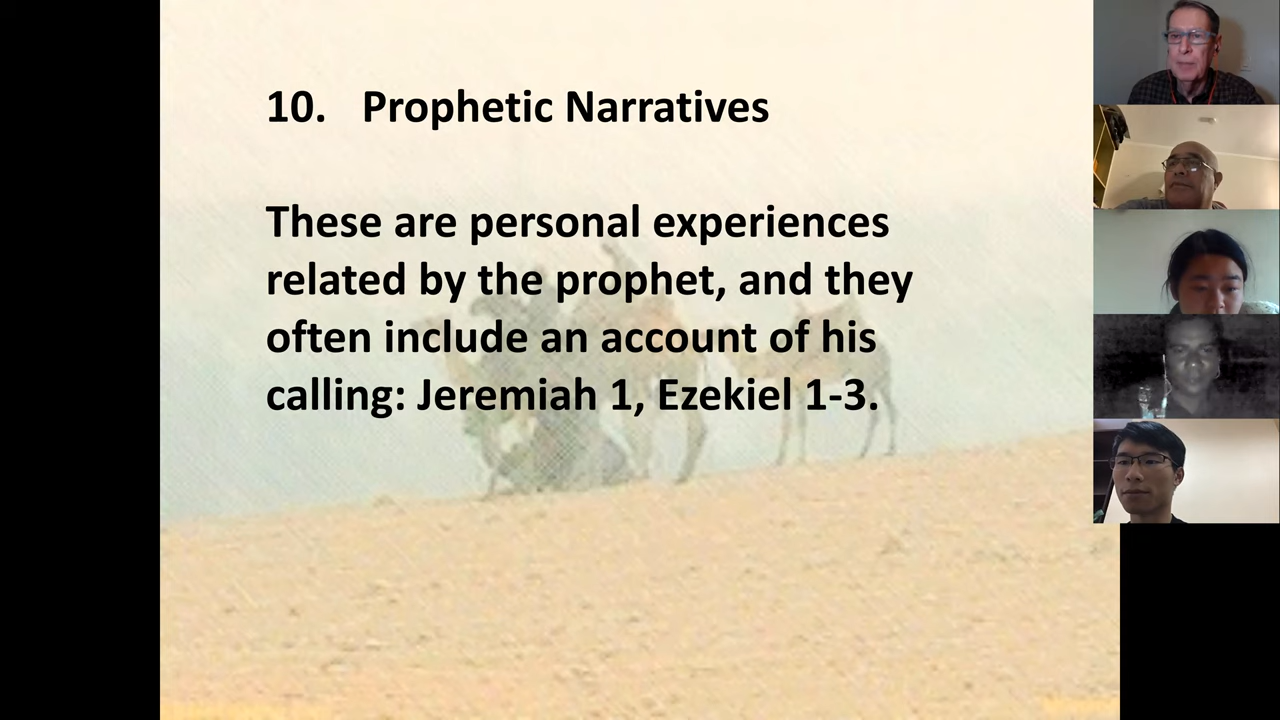 10. Prophetic Narratives
These are personal experiences
related by the prophet, and they
often include an account of his
calling: Jeremiah 1, Ezekiel 1-3.